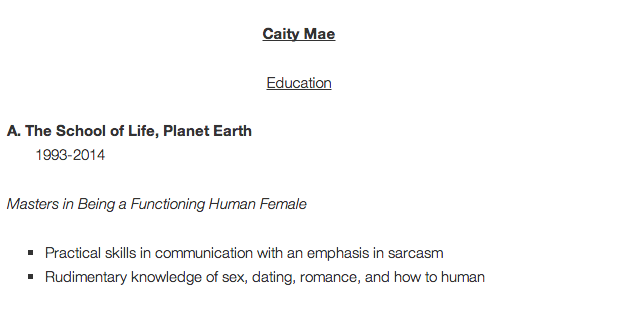 Caity Mae
Education
A. The School of Life, Planet Earth
1993-2014
Masters in Being a Functioning Human Female
▪ Practical skills in communication with an emphasis in sarcasm
▪ Rudimentary knowledge of sex, dating, romance, and how to human